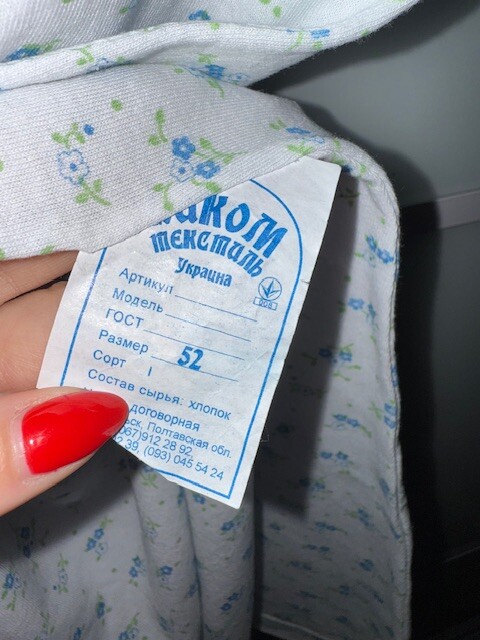 текстиль
Украина
Артикул
Модель
ГОСТ
Размер 52
Сорт I
Состав сырья: хлопок
договорная
Полтавская обл.
067)912 28 92
39, (093) 045 54 24